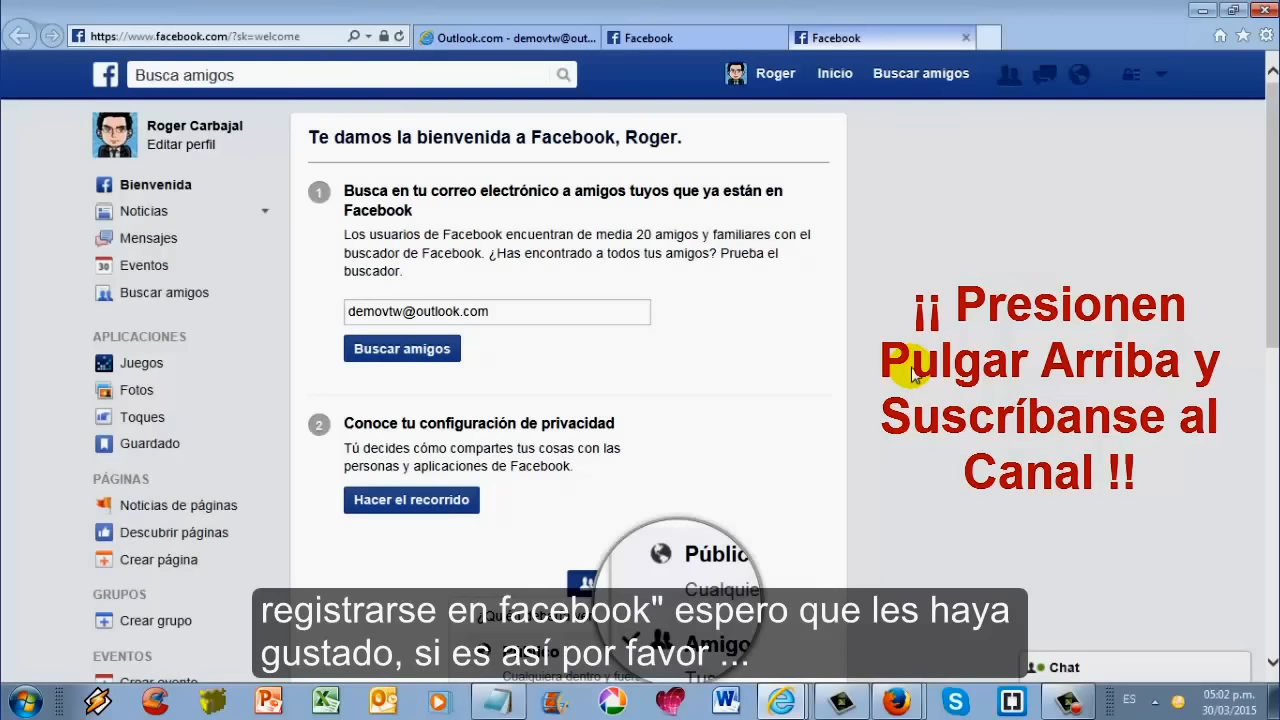 https://www.facebook.com/?sk=welcome
Outlook.com - demovtw@out...
Facebook
Facebook
Busca amigos
Roger
Inicio
Buscar amigos
Roger Carbajal
Editar perfil
Bienvenida
Noticias
Mensajes
Eventos
Buscar amigos
APLICACIONES
Juegos
Fotos
Toques
Guardado
PÁGINAS
Noticias de páginas
Descubrir páginas
Crear página
GRUPOS
Crear grupo
EVENTOS
Crear evento
Te damos la bienvenida a Facebook, Roger.
1
Busca en tu correo electrónico a amigos tuyos que ya están en
Facebook
Los usuarios de Facebook encuentran de media 20 amigos y familiares con el
buscador de Facebook. ¿Has encontrado a todos tus amigos? Prueba el
buscador.
demovtw@outlook.com
Buscar amigos
2
Conoce tu configuración de privacidad
Tú decides cómo compartes tus cosas con las
personas y aplicaciones de Facebook.
Hacer el recorrido
Públic
Cualquie
Amigo
Tus
¡¡ Presionen
Pulgar Arriba y
Suscríbanse al
Canal !!
registrarse en facebook" espero que les haya
gustado, si es así por favor ...
Chat
ES
05:02 p.m.
30/03/2015